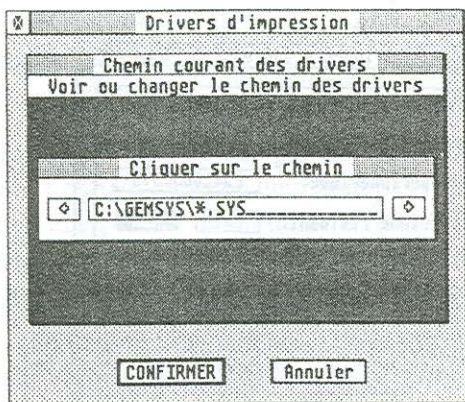 Drivers d'impression
Chemin courant des drivers
Voir ou changer le chemin des drivers
Cliquer sur le chemin
C:\GEMSYS\*.SYS_____________
CONFIRMER
Annuler